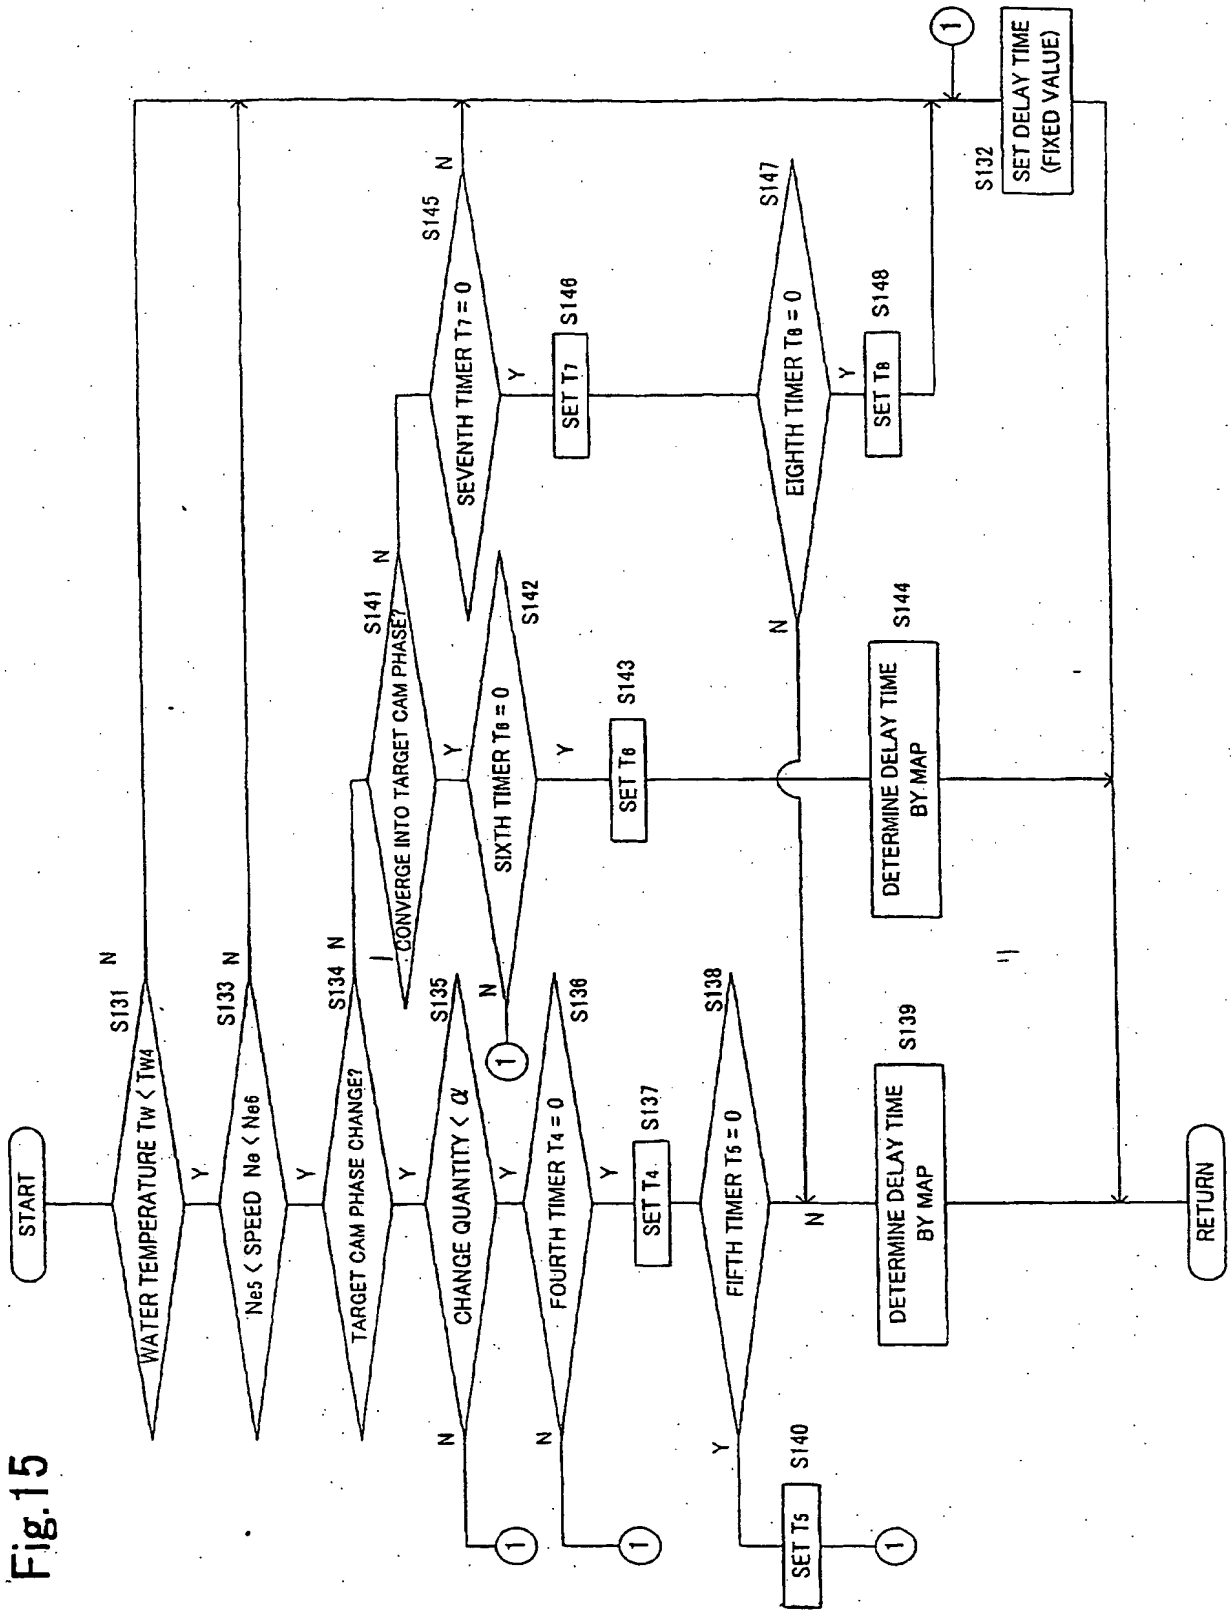 Fig.15
START
S131
WATER TEMPERATURE TW < TW4
N
Y
S133
Ne5 < SPEED Ne < Ne6
N
Y
S134
TARGET CAM PHASE CHANGE?
N
Y
S135
CHANGE QUANTITY < α
N
1
Y
S136
FOURTH TIMER T4 = 0
N
1
Y
SET T4
S137
S138
FIFTH TIMER T5 = 0
Y
N
SET T5
S140
1
DETERMINE DELAY TIME
BY MAP
S139
RETURN
S141
CONVERGE INTO TARGET CAM PHASE?
N
Y
S142
SIXTH TIMER T6 = 0
N
1
Y
SET T6
S143
DETERMINE DELAY TIME
BY MAP
S144
S145
SEVENTH TIMER T7 = 0
N
Y
SET T7
S146
S147
EIGHTH TIMER T8 = 0
N
Y
SET T8
S148
1
S132
SET DELAY TIME
(FIXED VALUE)